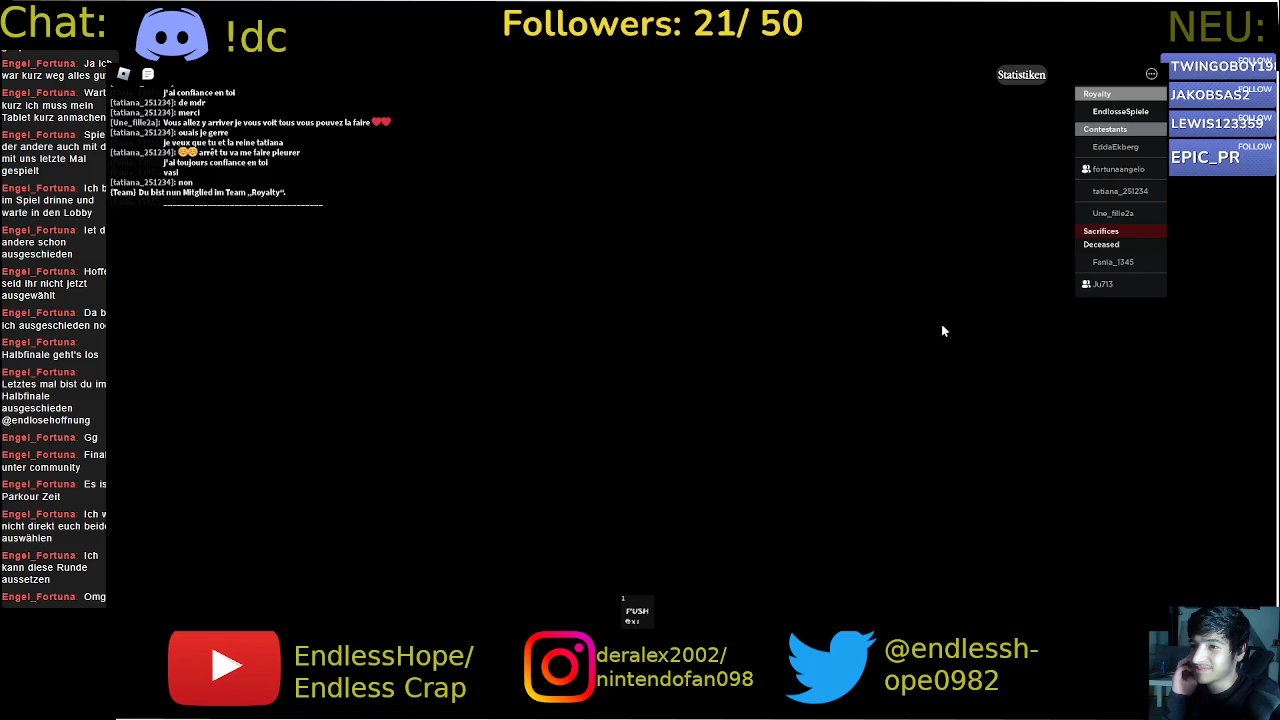 Chat:
!dc
Followers: 21/ 50
NEU:
Engel_Fortuna: Ja ich
war kurz weg alles gu
Engel_Fortuna: Wart
kurz ich muss mein
Tablet kurz anmachen
Engel_Fortuna: Spie
der andere auch mit d
mit uns letzte Mal
gespielt
Engel_Fortuna: Ich b
im Spiel drinne und
warte in den Lobby
Engel_Fortuna: Iet d
andere schon
ausgeschieden
Engel_Fortuna: Hoffe
seid Ihr nicht jetzt
ausgewählt
Engel_Fortuna: Da b
ich ausgeschieden no
Engel_Fortuna:
Halbfinale geht's los
Engel_Fortuna:
Letztes mal bist du im
Halbfinale
ausgeschieden
@endlosehoffnung
Engel_Fortuna: Gg
Engel_Fortuna: Final
unter community
Engel_Fortuna: Es is
Parkour Zeit
Engel_Fortuna: Ich w
nicht direkt euch beide
auswählen
Engel_Fortuna: Ich
kann diese Runde
aussetzen
Engel_Fortuna: Omg
J'ai confiance en toi
[tatiana_251234]: de mdr
[tatiana_251234]: merci
[Une_fille2a]: Vous allez y arriver je vous voit tous vous pouvez la faire ❤❤
[tatiana_251234]: ouais je gerre
je veux que tu et la reine tatiana
[tatiana_251234]: ☺☺ arrêt tu va me faire pleurer
j'ai toujours confiance en toi
vasi
[tatiana_251234]: non
{Team} Du bist nun Mitglied im Team „Royalty“.
Statistiken
Royalty
EndlosseSpiele
Contestants
EddaEkberg
fortunaangelo
tatiana_251234
Une_fille2a
Sacrifices
Deceased
Fania_1345
Ju713
FOLLOW
TWINGOBOY19
FOLLOW
JAKOBSAS2
FOLLOW
LEWIS123359
FOLLOW
EPIC_PR
1
PUSH
x 1
EndlessHope/
Endless Crap
deralex2002/
nintendofan098
@endlessh-
ope0982